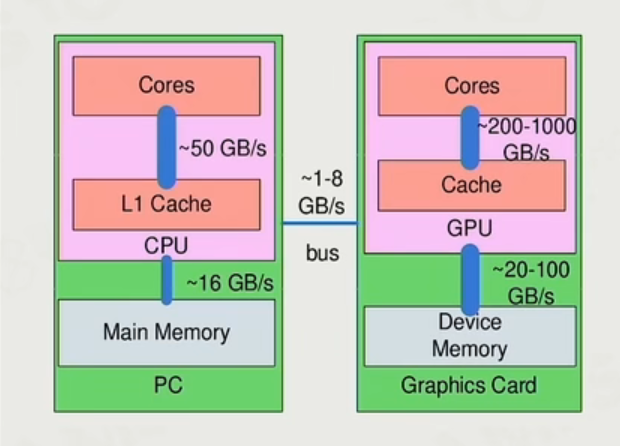 Cores
~50 GB/s
L1 Cache
CPU
~16 GB/s
Main Memory
PC
~1-8
GB/s
bus
Cores
~200-1000
GB/s
Cache
GPU
~20-100
GB/s
Device
Memory
Graphics Card